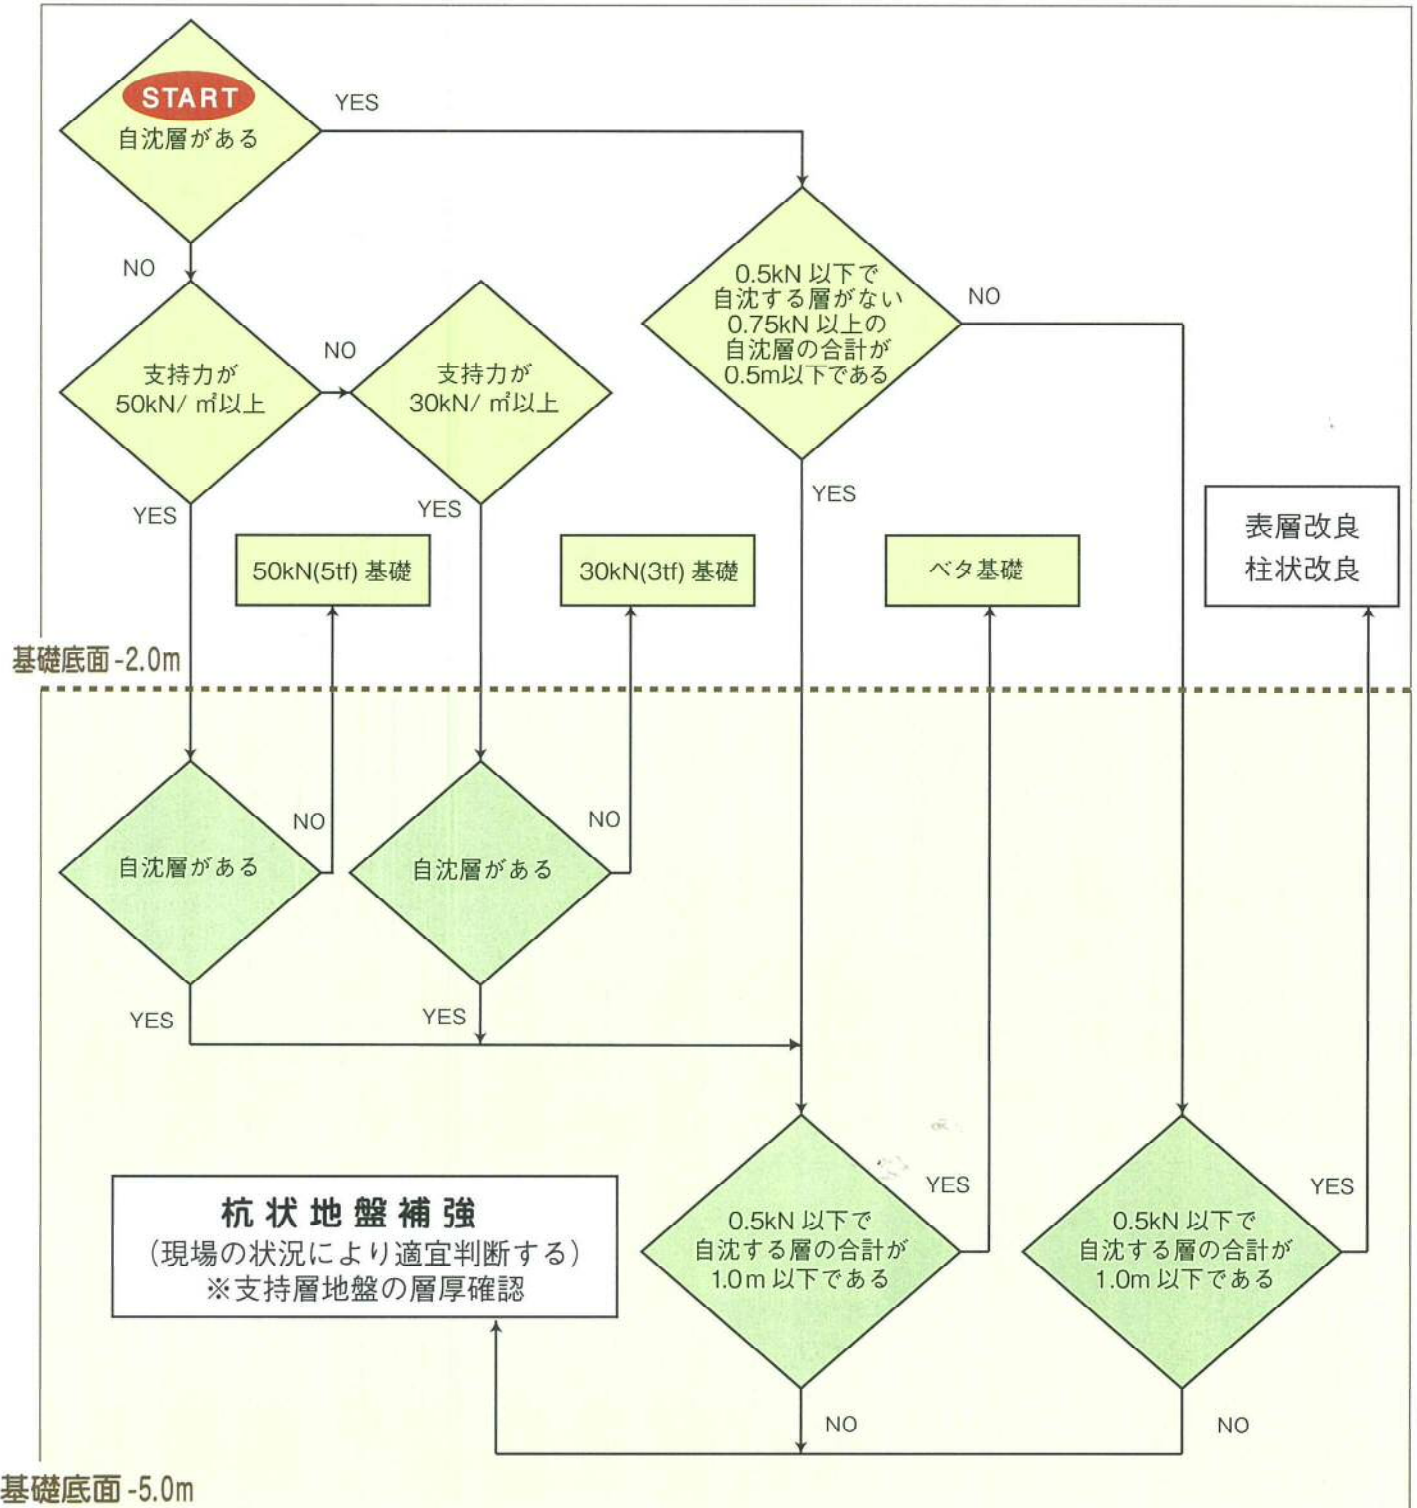 START
自沈層がある
YES
NO
支持力が
50kN/ ㎡以上
NO
支持力が
30kN/ ㎡以上
0.5kN 以下で
自沈する層がない
0.75kN 以上の
自沈層の合計が
0.5m以下である
NO
YES
YES
YES
50kN(5tf) 基礎
30kN(3tf) 基礎
ベタ基礎
表層改良
柱状改良
基礎底面 -2.0m
自沈層がある
NO
自沈層がある
NO
YES
YES
杭状地盤補強
（現場の状況により適宜判断する）
※支持層地盤の層厚確認
0.5kN 以下で
自沈する層の合計が
1.0m 以下である
YES
0.5kN 以下で
自沈する層の合計が
1.0m 以下である
YES
NO
NO
基礎底面 -5.0m